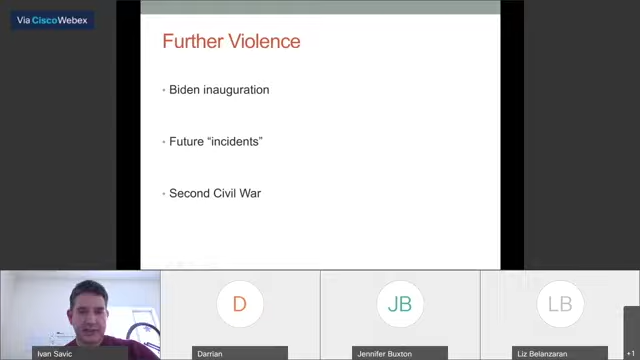 Via CiscoWebex
Further Violence
• Biden inauguration
• Future “incidents”
• Second Civil War
D
JB
LB
Ivan Savic
Darrian
Jennifer Buxton
Liz Belanzaran
+1